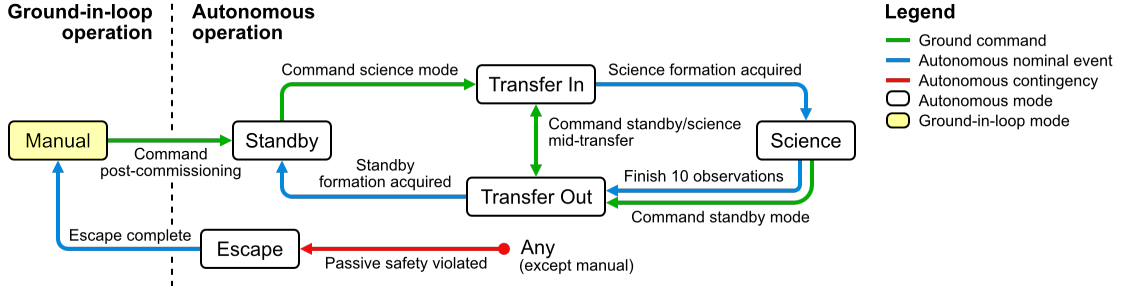 Ground-in-loop
operation
Autonomous
operation
Legend
Ground command
Autonomous nominal event
Autonomous contingency
Autonomous mode
Ground-in-loop mode
Command science mode
Transfer In
Science formation acquired
Manual
Command
post-commissioning
Standby
Command standby/science
mid-transfer
Science
Standby
formation acquired
Transfer Out
Finish 10 observations
Command standby mode
Escape complete
Escape
Passive safety violated
Any
(except manual)